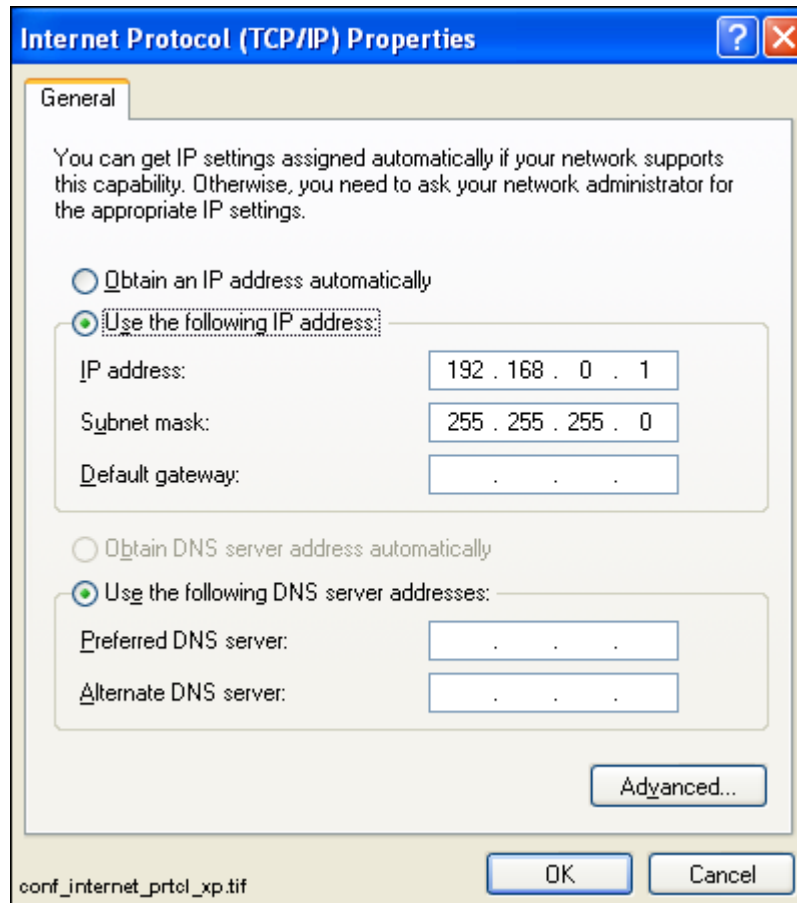 Internet Protocol (TCP/IP) Properties
General
You can get IP settings assigned automatically if your network supports
this capability. Otherwise, you need to ask your network administrator for
the appropriate IP settings.
Obtain an IP address automatically
Use the following IP address:
IP address: 192 . 168 . 0 . 1
Subnet mask: 255 . 255 . 255 . 0
Default gateway: . . .
Obtain DNS server address automatically
Use the following DNS server addresses:
Preferred DNS server: . . .
Alternate DNS server: . . .
Advanced...
conf_internet_prtcl_xp.tif OK Cancel